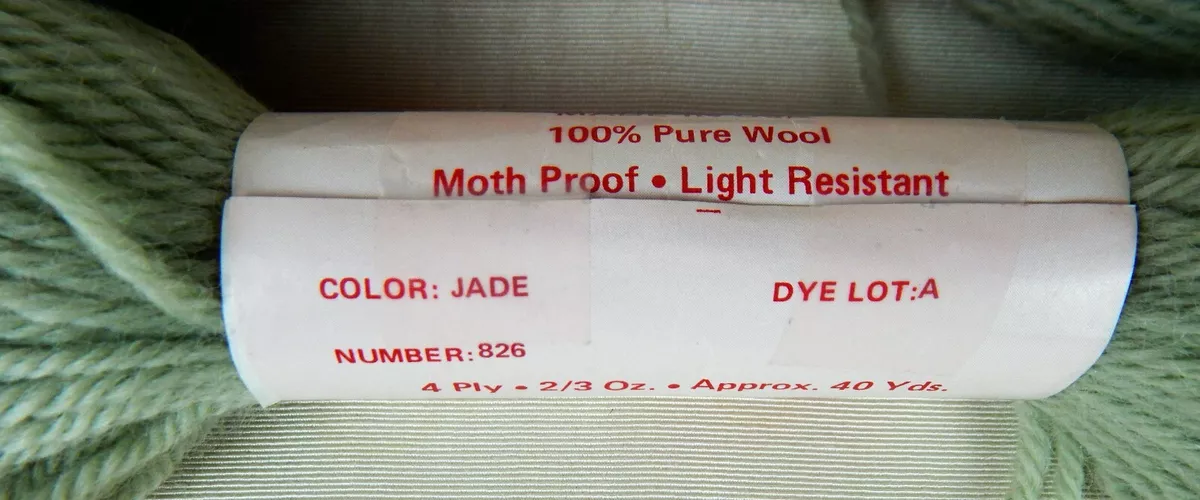 100% Pure Wool
Moth Proof • Light Resistant
COLOR: JADE DYE LOT:A
NUMBER:826
4 Ply • 2/3 Oz. • Approx. 40 Yds.